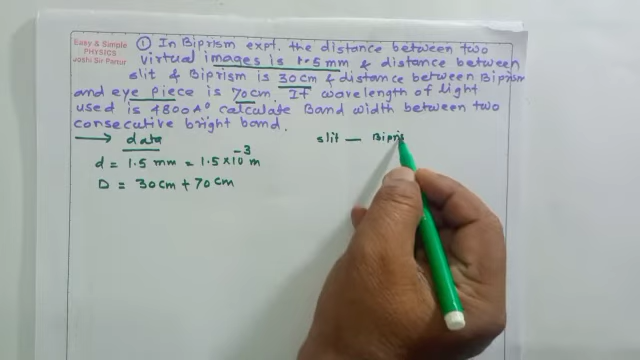 Easy & Simple
PHYSICS
Joshi Sir Parbhani
① In Biprism expt. the distance between two
virtual images is 1.5 mm & distance between
slit & Biprism is 30 cm & distance between Biprism
and eye piece is 70 cm. If wavelength of light
used is 4800 A° calculate Band width between two
consecutive bright band.
→ data
slit — Bipris
d = 1.5 mm = 1.5 × 10⁻³ m
D = 30 cm + 70 cm